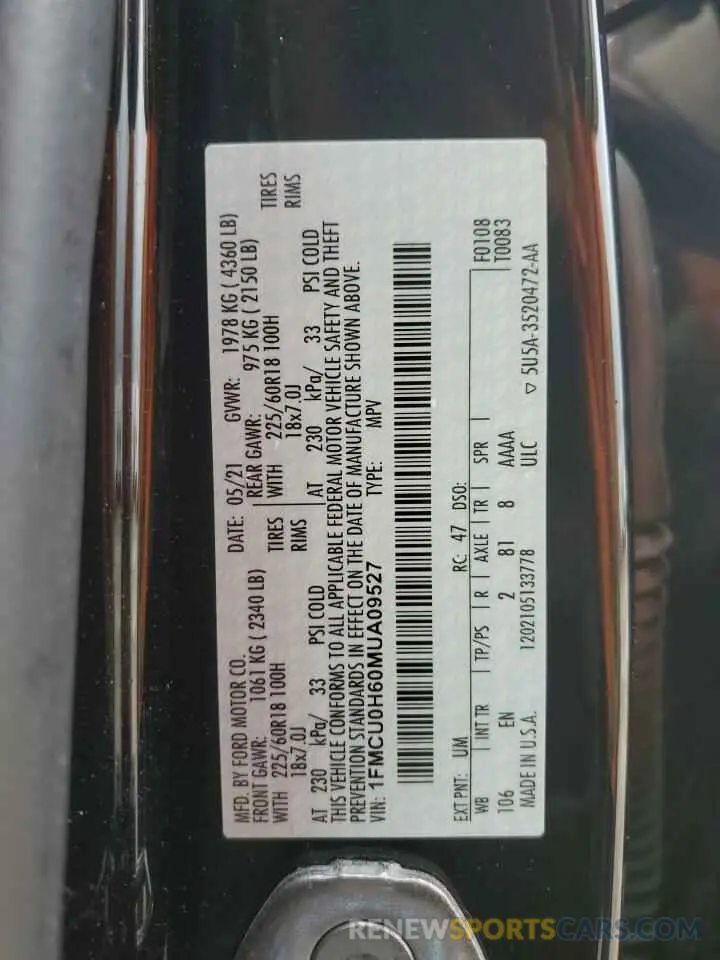 MFD. BY FORD MOTOR CO.
DATE: 05/21 GVWR: 1978 KG ( 4360 LB)
FRONT GAWR: 1061 KG ( 2340 LB)
REAR GAWR: 975 KG ( 2150 LB)
WITH 225/60R18 100H TIRES
WITH 225/60R18 100H TIRES
18x7.0J RIMS
18x7.0J RIMS
AT 230 kPa/ 33 PSI COLD
AT 230 kPa/ 33 PSI COLD
THIS VEHICLE CONFORMS TO ALL APPLICABLE FEDERAL MOTOR VEHICLE SAFETY AND THEFT
PREVENTION STANDARDS IN EFFECT ON THE DATE OF MANUFACTURE SHOWN ABOVE.
VIN: 1FMCU0H60MUA09527 TYPE: MPV
EXT PNT: UM RC: 47 DSO: F0108
T0083
WB INT TR TP/PS R AXLE TR SPR
106 EN 2 81 8 AAAA
ULC
MADE IN U.S.A. 1202105133778 ▽ 5U5A-3520472-AA
RENEWSPORTSCARS.COM